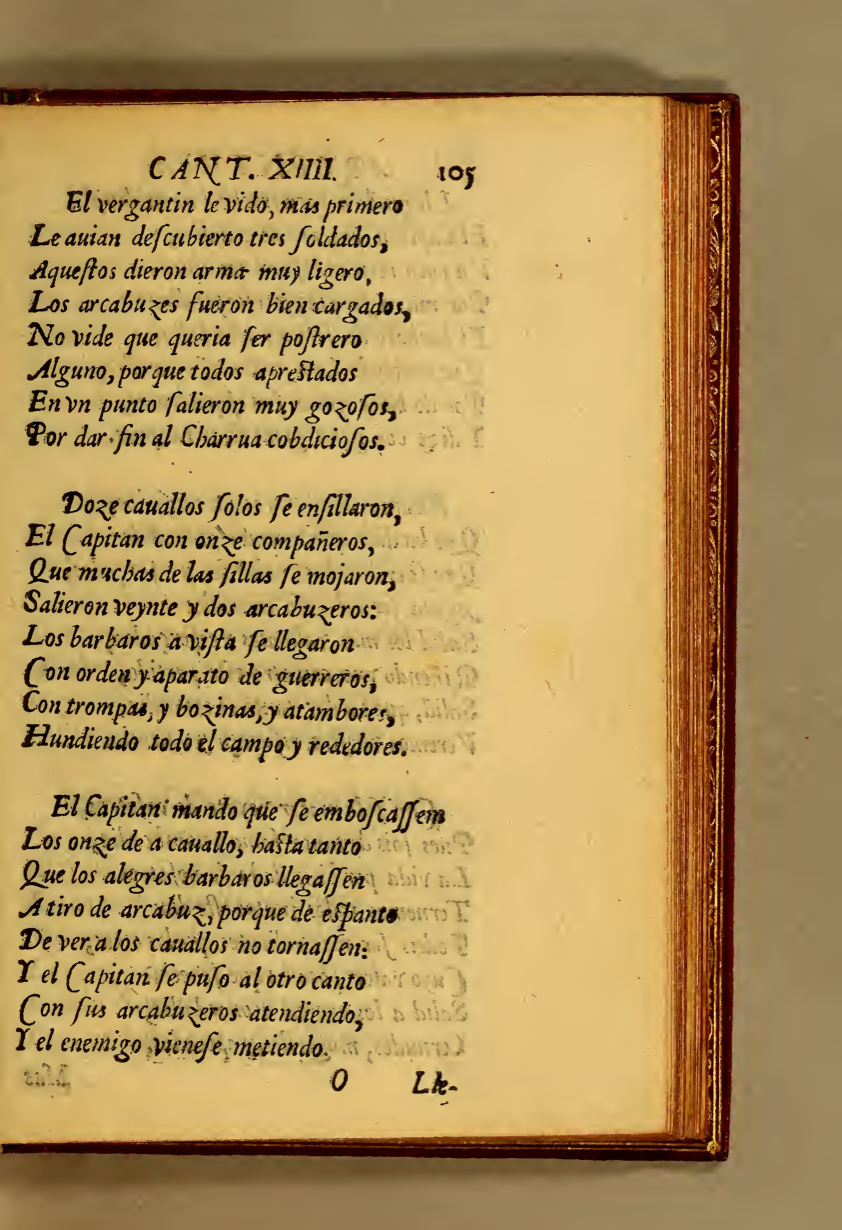 CANT. XIIII. 105
El vergantin le vido, mas primero
Le auian deſcubierto tres ſoldados,
Aqueſtos dieron arma muy ligero,
Los arcabuzes fueron bien cargados,
No vide que queria ſer poſtrero
Alguno, porque todos apreſtados
En vn punto ſalieron muy gozoſos,
Por dar fin al Charrua cobdicioſos.
Doze cauallos ſolos ſe enſillaron,
El Capitan con onze compañeros,
Que muchas de las ſillas ſe mojaron,
Salieron veynte y dos arcabuzeros:
Los barbaros a viſta ſe llegaron
Con orden y aparato de guerreros,
Con trompas, y bozinas, y atambores,
Hundiendo todo el campo y rededores.
El Capitan mando que ſe emboſcaſſem
Los onze de a cauallo, haſta tanto
Que los alegres barbaros llegaſſen
A tiro de arcabuz, porque de eſpanto
De ver a los cauallos no tornaſſen:
Y el Capitan ſe puſo al otro canto
Con ſus arcabuzeros atendiendo,
Y el enemigo vieneſe metiendo.
O Lle-